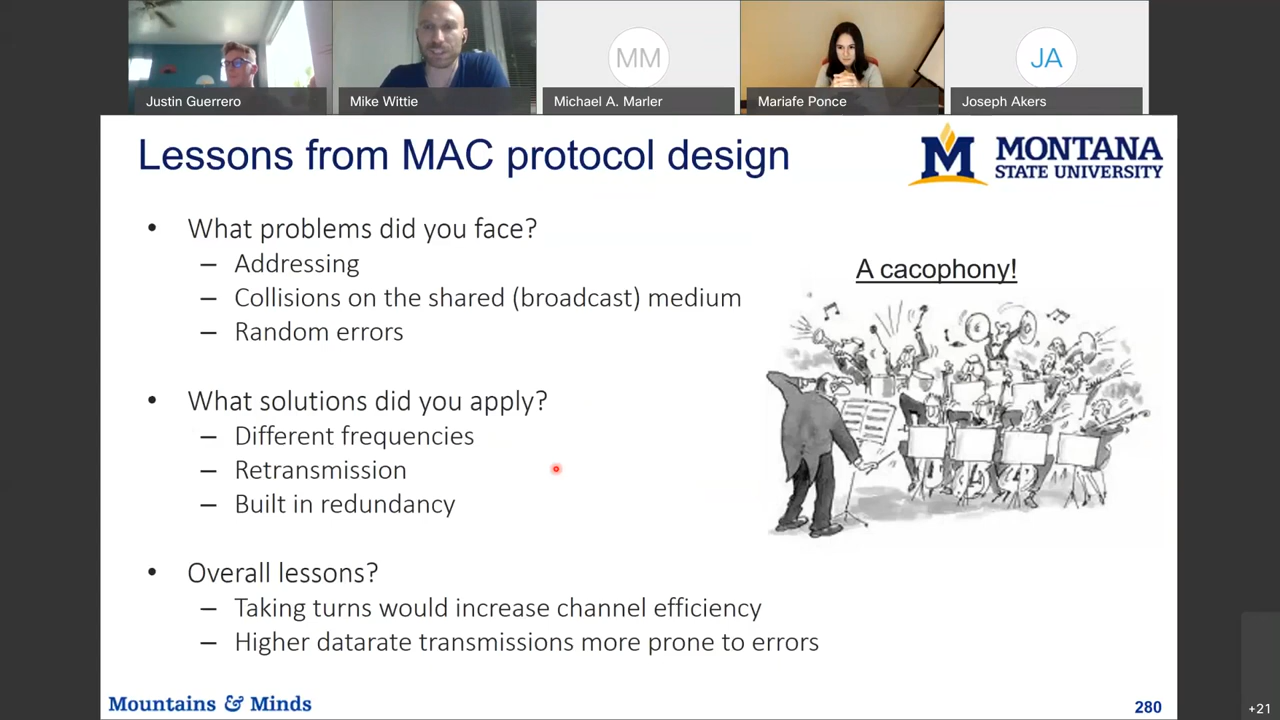 Justin Guerrero
Mike Wittie
MM
Michael A. Marler
Mariafe Ponce
JA
Joseph Akers
Lessons from MAC protocol design
M MONTANA
STATE UNIVERSITY
• What problems did you face?
– Addressing
– Collisions on the shared (broadcast) medium
– Random errors
A cacophony!
• What solutions did you apply?
– Different frequencies
– Retransmission
– Built in redundancy
• Overall lessons?
– Taking turns would increase channel efficiency
– Higher datarate transmissions more prone to errors
Mountains & Minds
280
+21